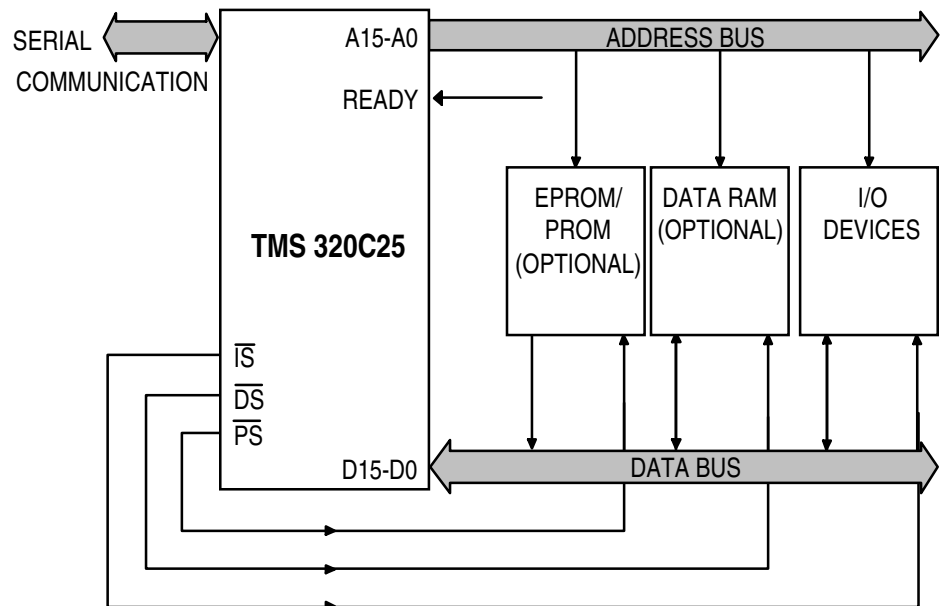 SERIAL
COMMUNICATION
A15-A0
ADDRESS BUS
READY
TMS 320C25
EPROM/
PROM
(OPTIONAL)
DATA RAM
(OPTIONAL)
I/O
DEVICES
IS
DS
PS
D15-D0
DATA BUS